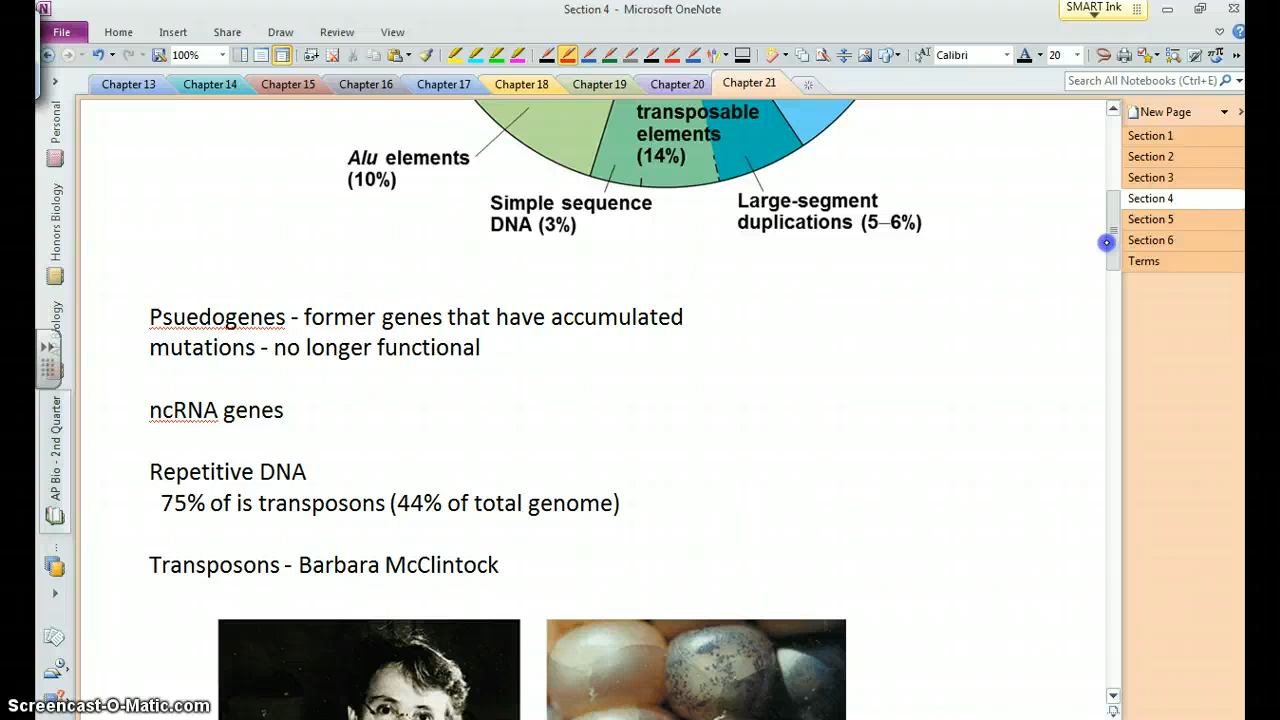 Section 4 - Microsoft OneNote
SMART Ink
File Home Insert Share Draw Review View
100%
Calibri 20
Chapter 13 Chapter 14 Chapter 15 Chapter 16 Chapter 17 Chapter 18 Chapter 19 Chapter 20 Chapter 21
Search All Notebooks (Ctrl+E)
Personal
Honors Biology
Biology
AP Bio - 2nd Quarter
transposable
elements
(14%)
Alu elements
(10%)
Simple sequence
DNA (3%)
Large-segment
duplications (5–6%)
Psuedogenes - former genes that have accumulated
mutations - no longer functional
ncRNA genes
Repetitive DNA
75% of is transposons (44% of total genome)
Transposons - Barbara McClintock
New Page
Section 1
Section 2
Section 3
Section 4
Section 5
Section 6
Terms
Screencast-O-Matic.com